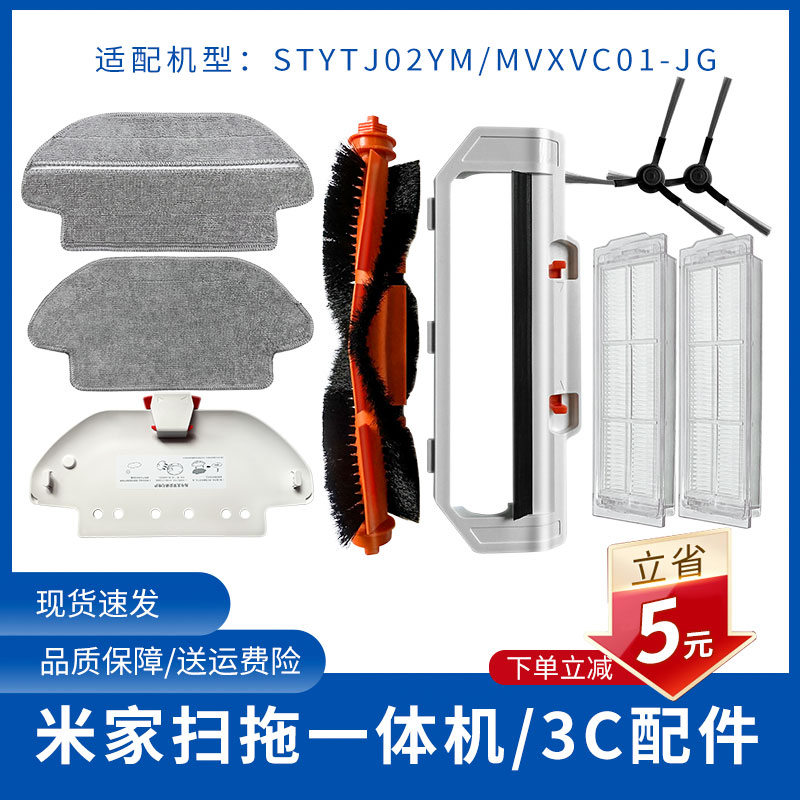 适配机型：STYTJ02YM/MVXVC01-JG
现货速发
品质保障/送运费险
立省
5元
下单立减
米家扫拖一体机/3C配件